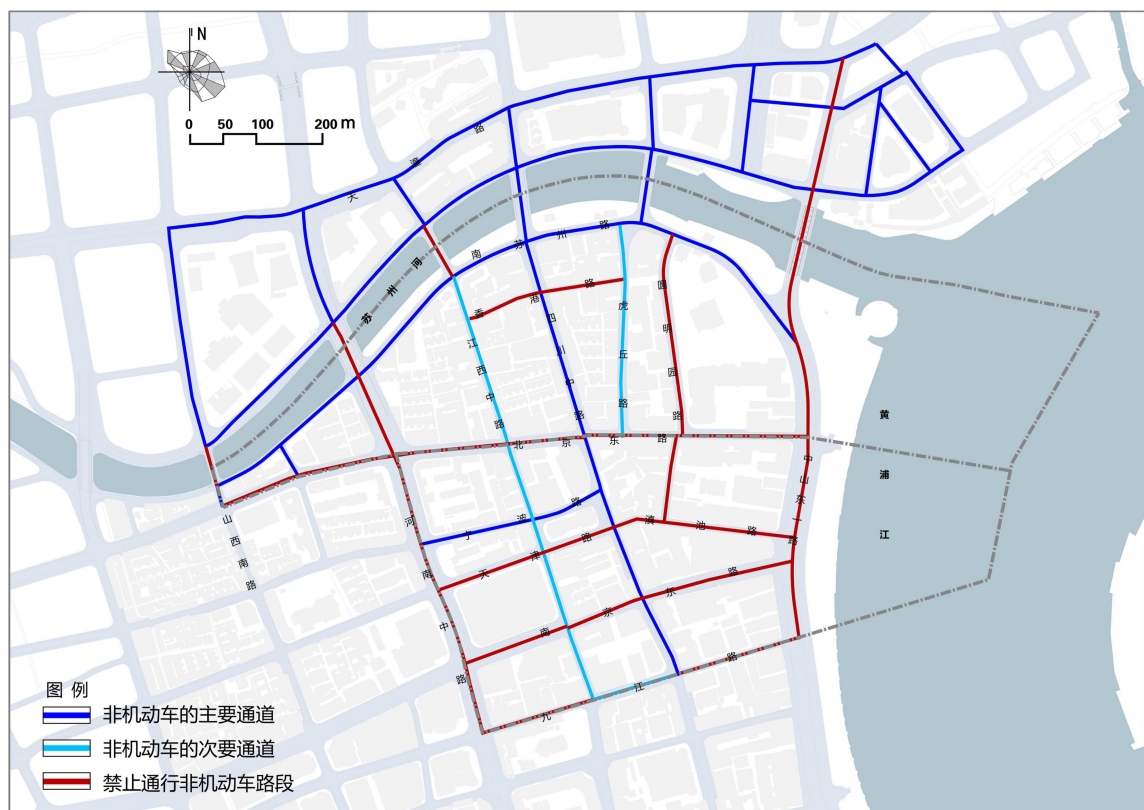 N
0 50 100 200 m
天潼路
苏州河
南苏州路
香港路
虎丘路
圆明园路
江西中路
四川中路
北京东路
黄浦江
中山东一路
山西南路
河南中路
宁波路
天津路
滇池路
南京东路
九江路
图例
非机动车的主要通道
非机动车的次要通道
禁止通行非机动车路段